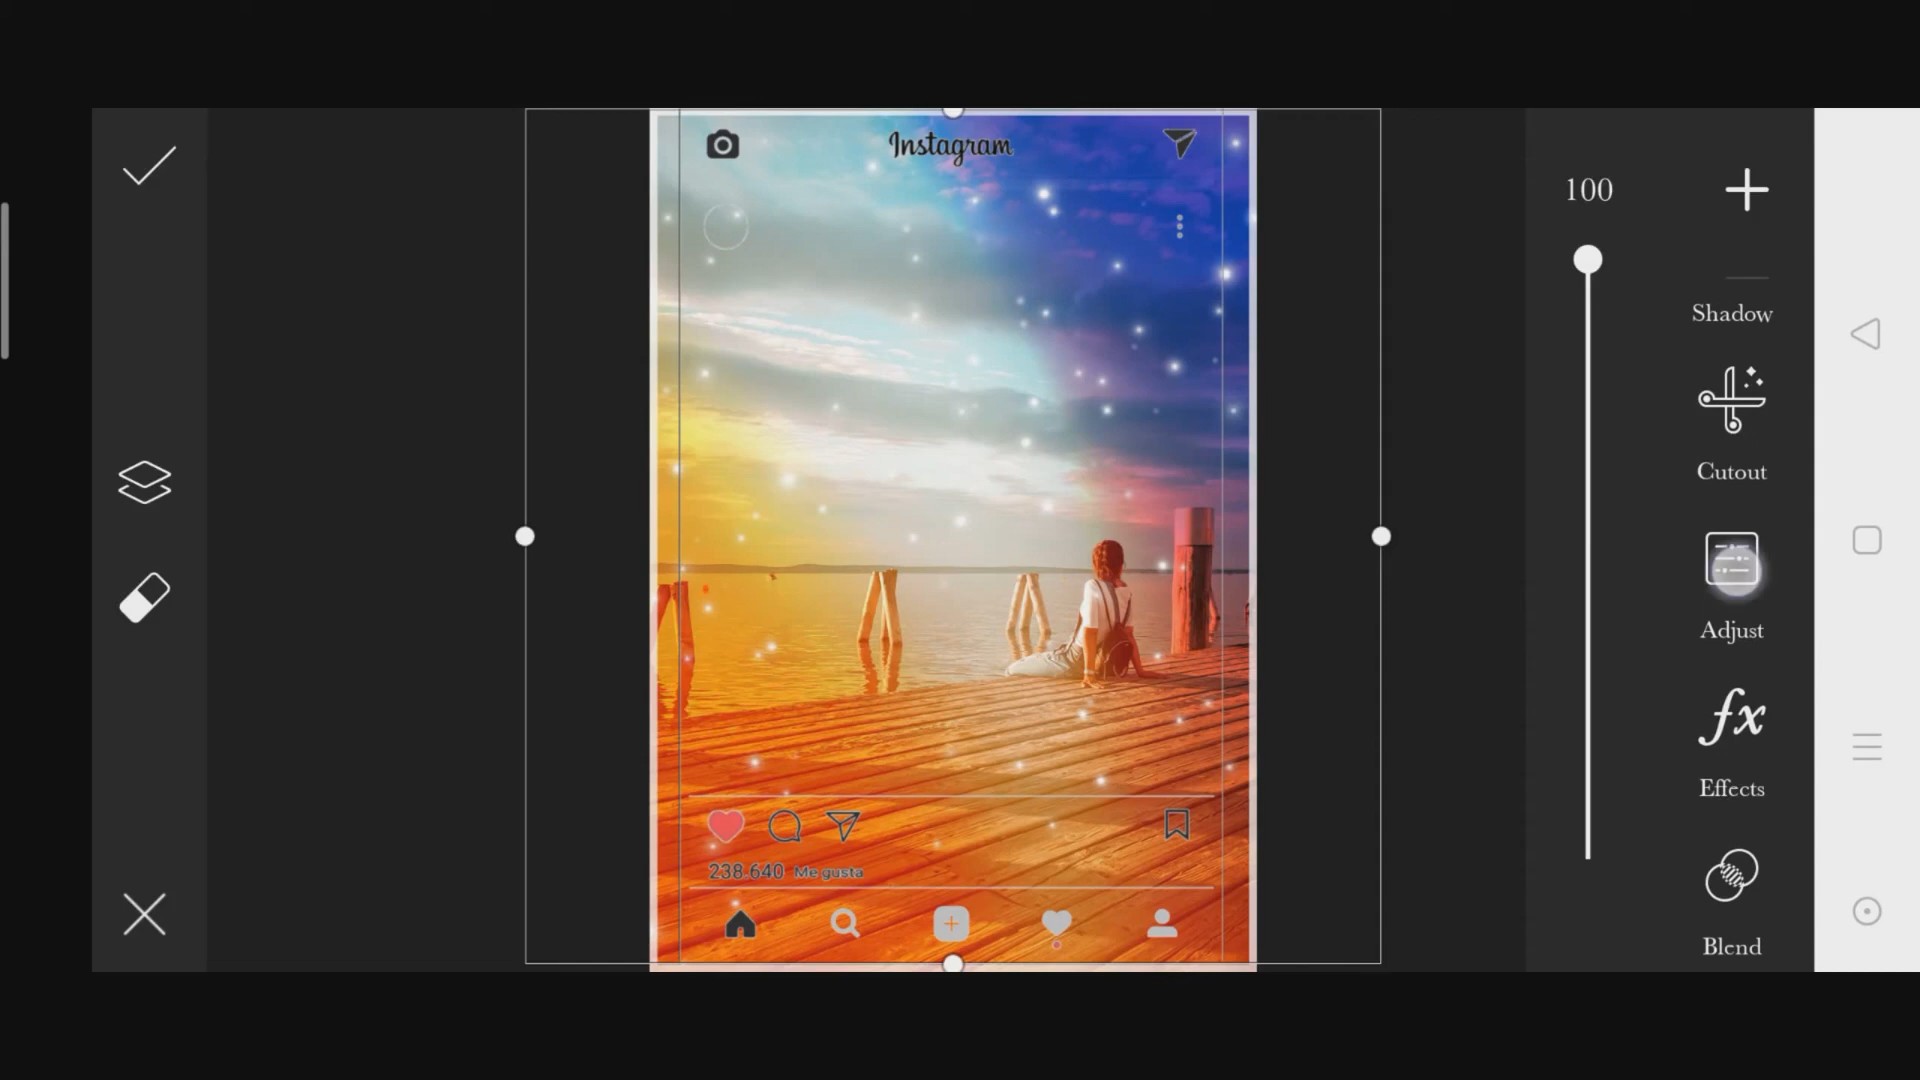 Instagram
100
Shadow
Cutout
Adjust
fx
Effects
238.640 Me gusta
Blend